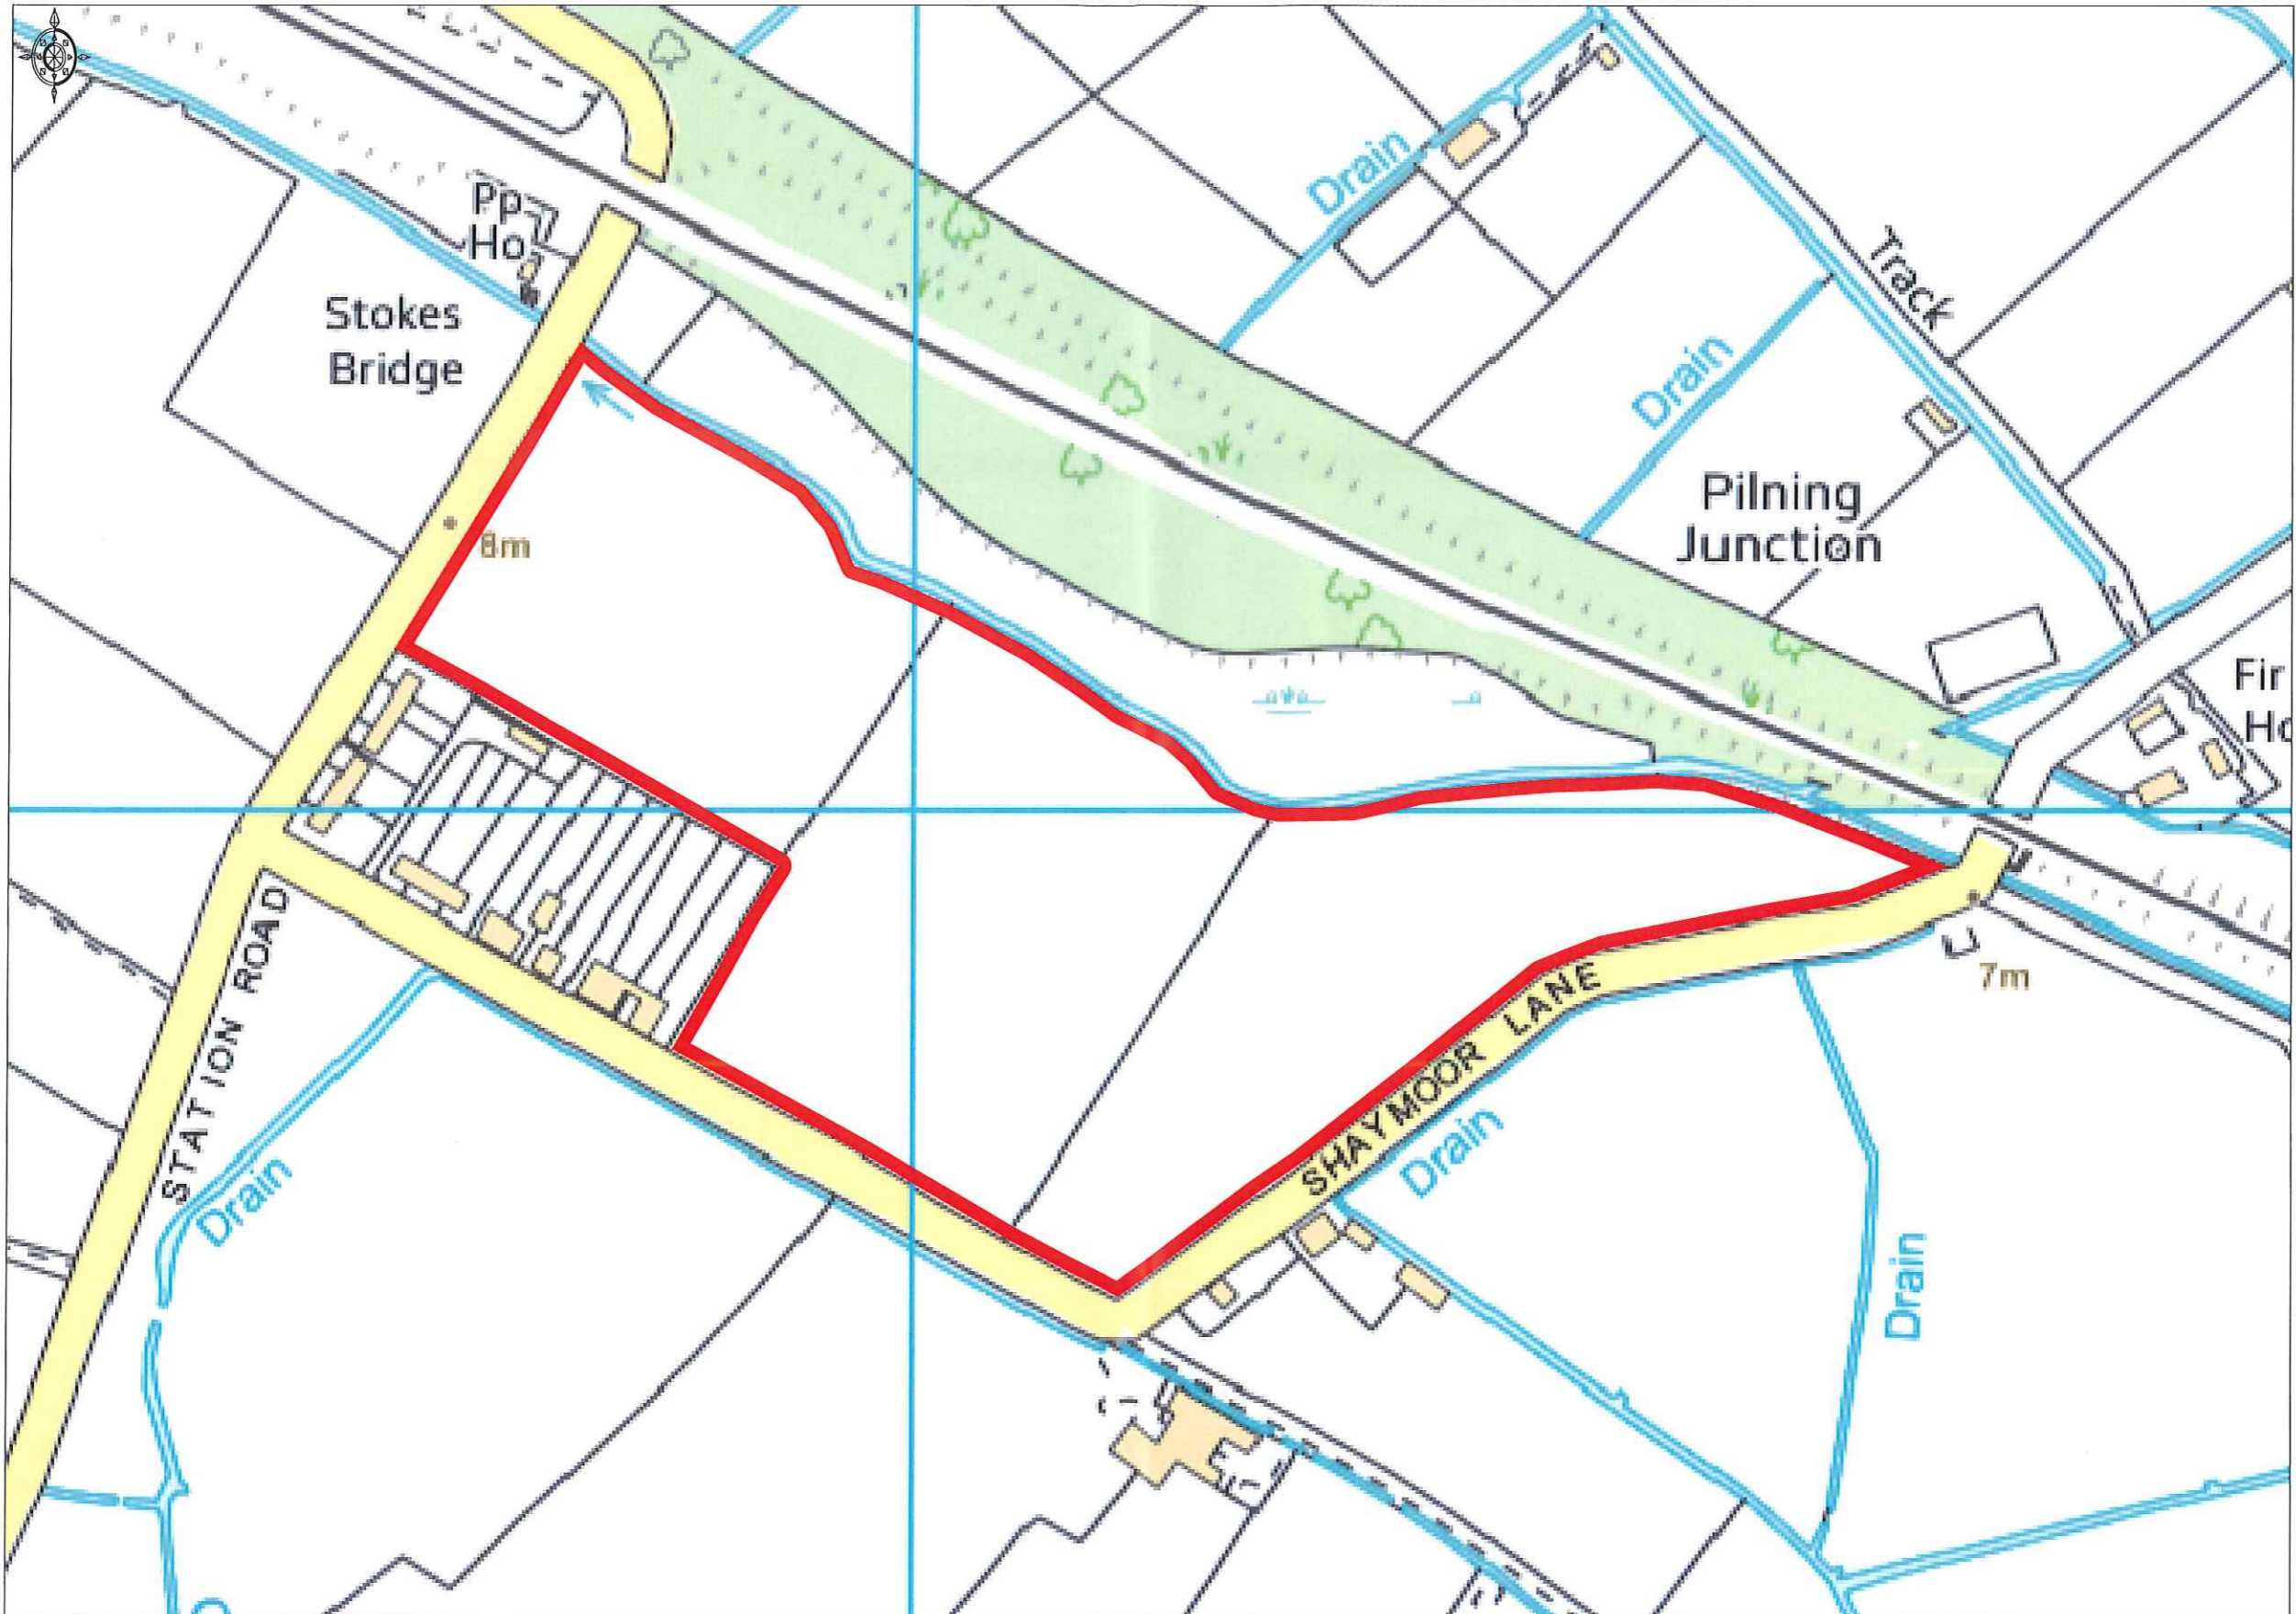 Drain
Track
Pp
Ho
Stokes
Bridge
Drain
Pilning
Junction
8m
Fir
Ho
STATION ROAD
SHAYMOOR LANE
7m
Drain
Drain
Drain